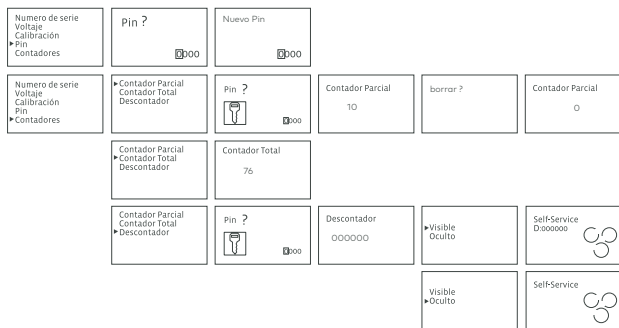 Numero de serie
Voltaje
Calibración
▶Pin
Contadores
Pin ?
0000
Nuevo Pin
0000
Numero de serie
Voltaje
Calibración
Pin
▶Contadores
▶Contador Parcial
Contador Total
Descontador
Pin ?
0000
Contador Parcial
10
borrar ?
Contador Parcial
0
Contador Parcial
▶Contador Total
Descontador
Contador Total
76
Contador Parcial
Contador Total
▶Descontador
Pin ?
0000
Descontador
000000
▶Visible
Oculto
Self-Service
D:000000
Visible
▶Oculto
Self-Service